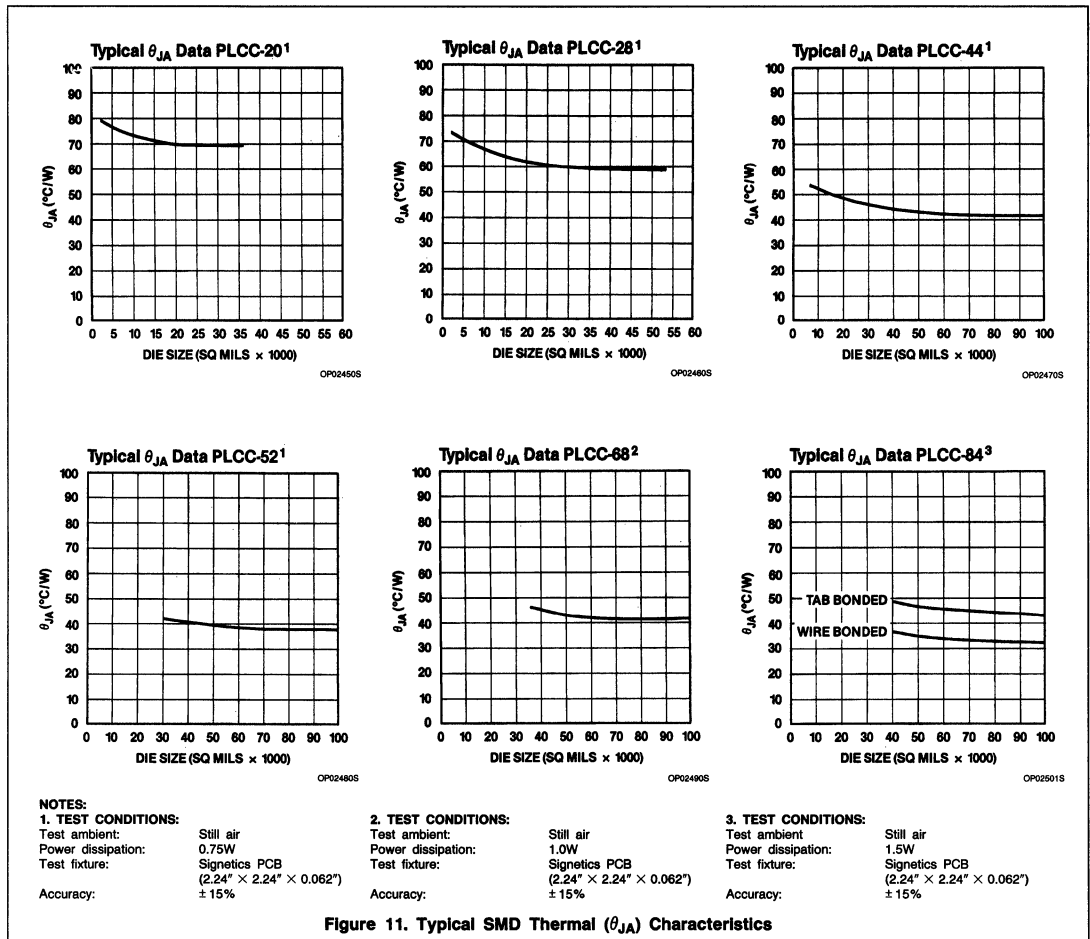 Typical θJA Data PLCC-20¹
100
90
80
70
60
50
40
30
20
10
0
θJA (°C/W)
0 5 10 15 20 25 30 35 40 45 50 55 60
DIE SIZE (SQ MILS × 1000)
OP02450S
Typical θJA Data PLCC-28¹
100
90
80
70
60
50
40
30
20
10
0
θJA (°C/W)
0 5 10 15 20 25 30 35 40 45 50 55 60
DIE SIZE (SQ MILS × 1000)
OP02460S
Typical θJA Data PLCC-44¹
100
90
80
70
60
50
40
30
20
10
0
θJA (°C/W)
0 10 20 30 40 50 60 70 80 90 100
DIE SIZE (SQ MILS × 1000)
OP02470S
Typical θJA Data PLCC-52¹
100
90
80
70
60
50
40
30
20
10
0
θJA (°C/W)
0 10 20 30 40 50 60 70 80 90 100
DIE SIZE (SQ MILS × 1000)
OP02480S
Typical θJA Data PLCC-68²
100
90
80
70
60
50
40
30
20
10
0
θJA (°C/W)
0 10 20 30 40 50 60 70 80 90 100
DIE SIZE (SQ MILS × 1000)
OP02490S
Typical θJA Data PLCC-84³
100
90
80
70
60
50
40
30
20
10
0
θJA (°C/W)
TAB BONDED
WIRE BONDED
0 10 20 30 40 50 60 70 80 90 100
DIE SIZE (SQ MILS × 1000)
OP02501S
NOTES:
1. TEST CONDITIONS:
Test ambient: Still air
Power dissipation: 0.75W
Test fixture: Signetics PCB
(2.24″ × 2.24″ × 0.062″)
Accuracy: ±15%
2. TEST CONDITIONS:
Test ambient: Still air
Power dissipation: 1.0W
Test fixture: Signetics PCB
(2.24″ × 2.24″ × 0.062″)
Accuracy: ±15%
3. TEST CONDITIONS:
Test ambient Still air
Power dissipation: 1.5W
Test fixture: Signetics PCB
(2.24″ × 2.24″ × 0.062″)
Accuracy: ±15%
Figure 11. Typical SMD Thermal (θJA) Characteristics